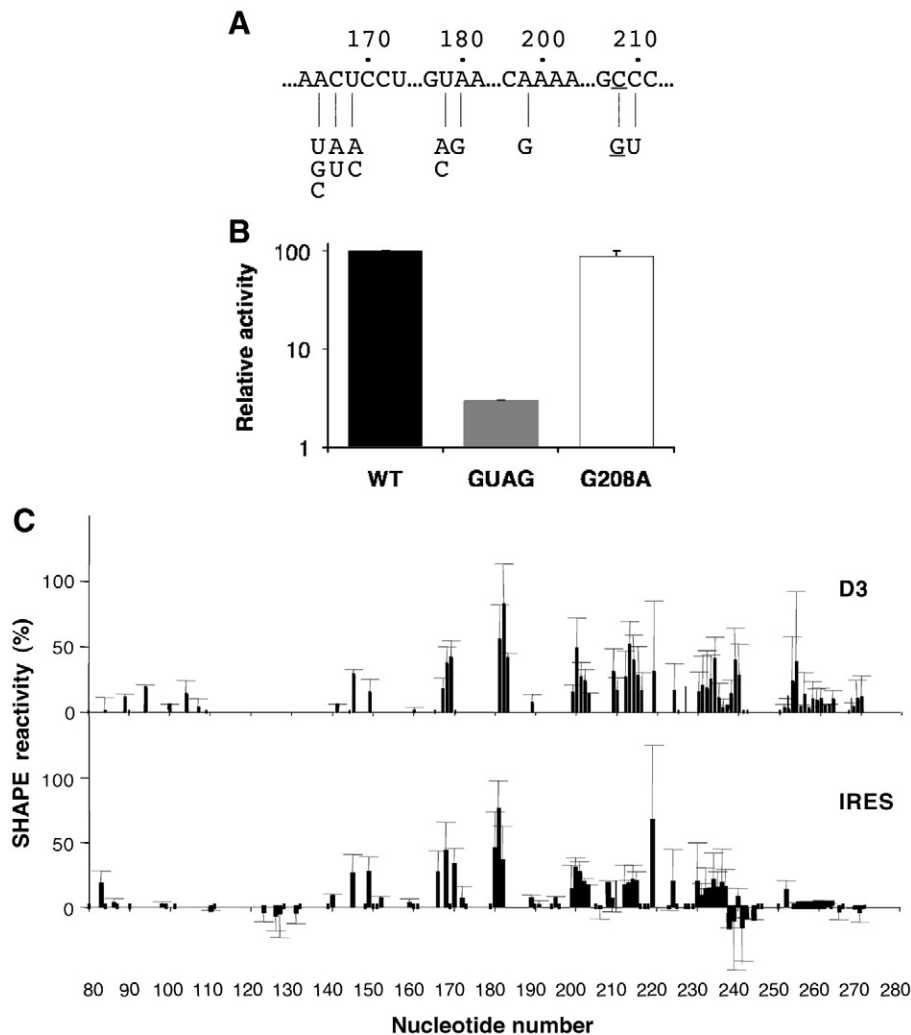 A
170 180 200 210
...AACUCCU...GUAA...CAAAA...GCCC...
UAA AG G GU
GUC C
C
B
Relative activity
100
10
1
WT GUAG G208A
C
SHAPE reactivity (%)
100
50
0
D3
100
50
0
IRES
80 90 100 110 120 130 140 150 160 170 180 190 200 210 220 230 240 250 260 270 280
Nucleotide number